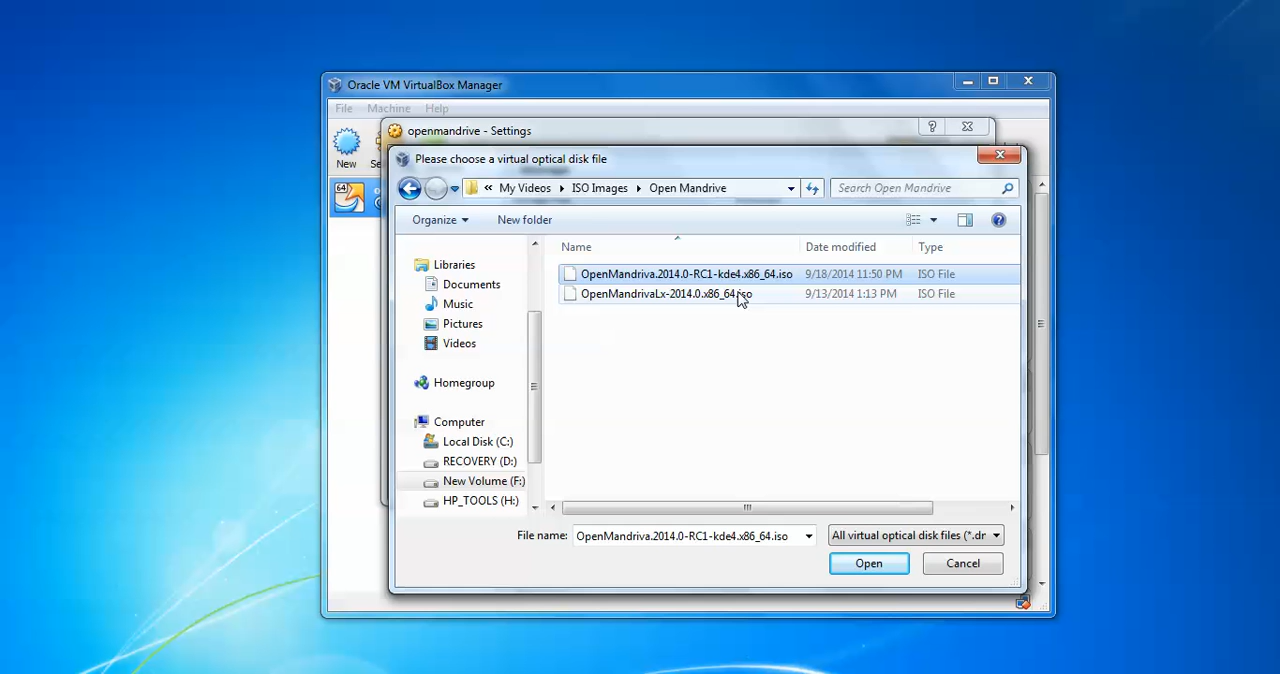 Oracle VM VirtualBox Manager
File Machine Help
openmandrive - Settings
New
Se
64
Please choose a virtual optical disk file
« My Videos ISO Images Open Mandrive
Search Open Mandrive
Organize New folder
Name Date modified Type
OpenMandriva.2014.0-RC1-kde4.x86_64.iso 9/18/2014 11:50 PM ISO File
OpenMandrivaLx-2014.0.x86_64.iso 9/13/2014 1:13 PM ISO File
Libraries
Documents
Music
Pictures
Videos
Homegroup
Computer
Local Disk (C:)
RECOVERY (D:)
New Volume (F:)
HP_TOOLS (H:)
File name: OpenMandriva.2014.0-RC1-kde4.x86_64.iso All virtual optical disk files (*.dr
Open Cancel